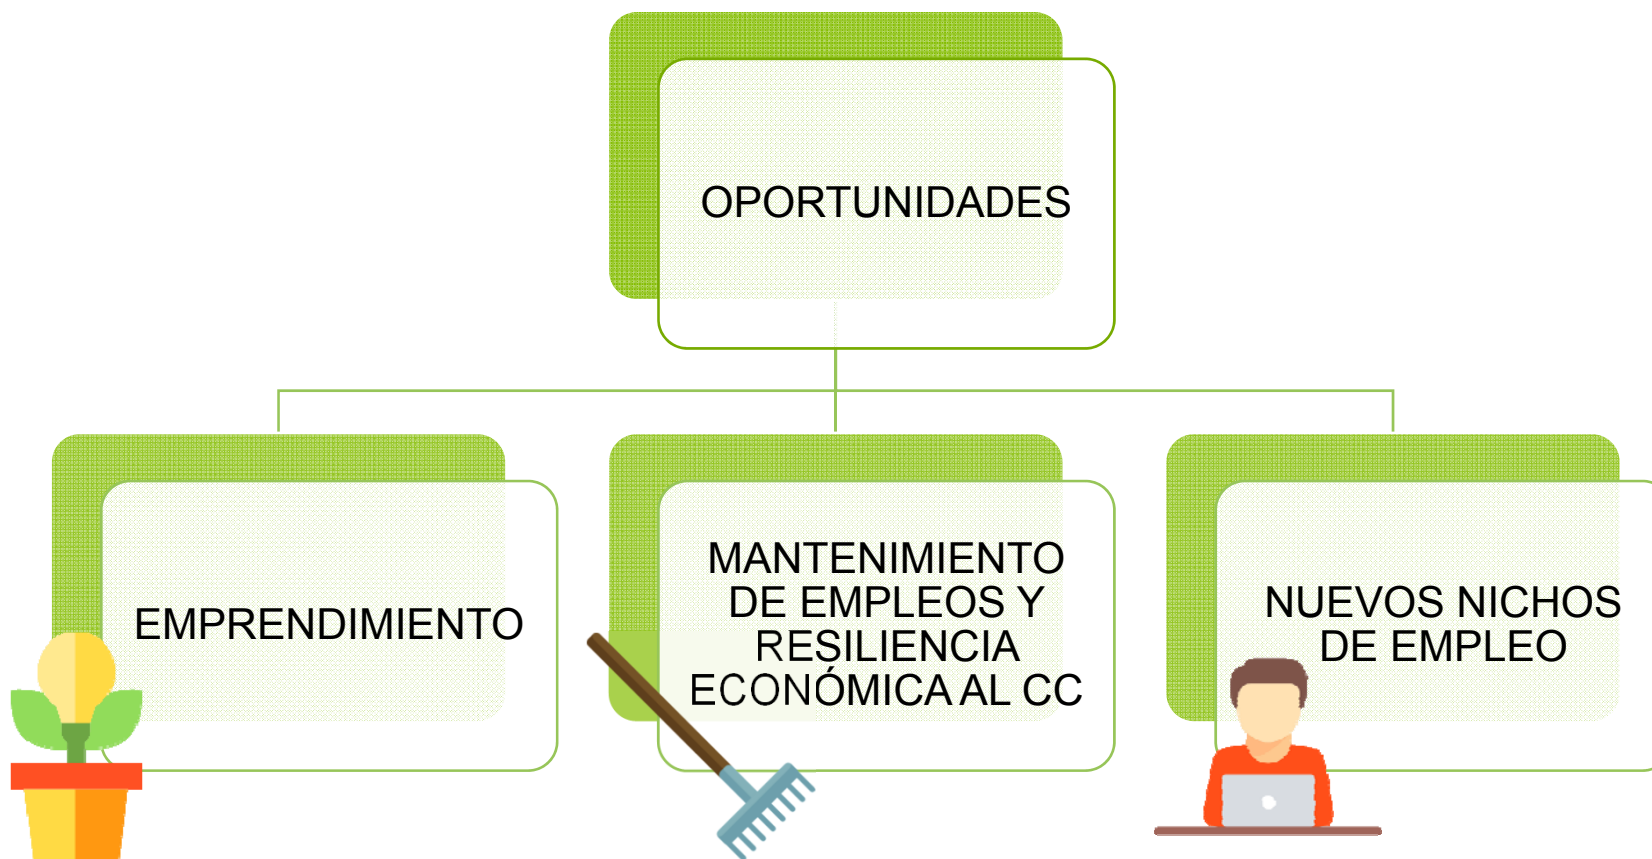 OPORTUNIDADES
EMPRENDIMIENTO
MANTENIMIENTO
DE EMPLEOS Y
RESILIENCIA
ECONÓMICA AL CC
NUEVOS NICHOS
DE EMPLEO